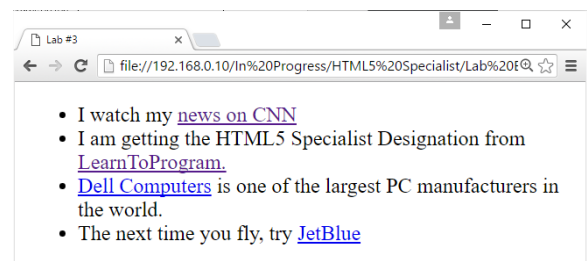 Lab #3
file://192.168.0.10/In%20Progress/HTML5%20Specialist/Lab%20E
• I watch my news on CNN
• I am getting the HTML5 Specialist Designation from
LearnToProgram.
• Dell Computers is one of the largest PC manufacturers in
the world.
• The next time you fly, try JetBlue